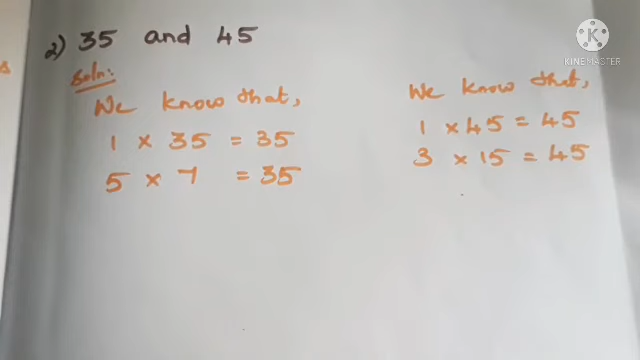 2) 35 and 45
Soln:
We know that,
1 × 35 = 35
5 × 7 = 35
We know that,
1 × 45 = 45
3 × 15 = 45
KINEMASTER